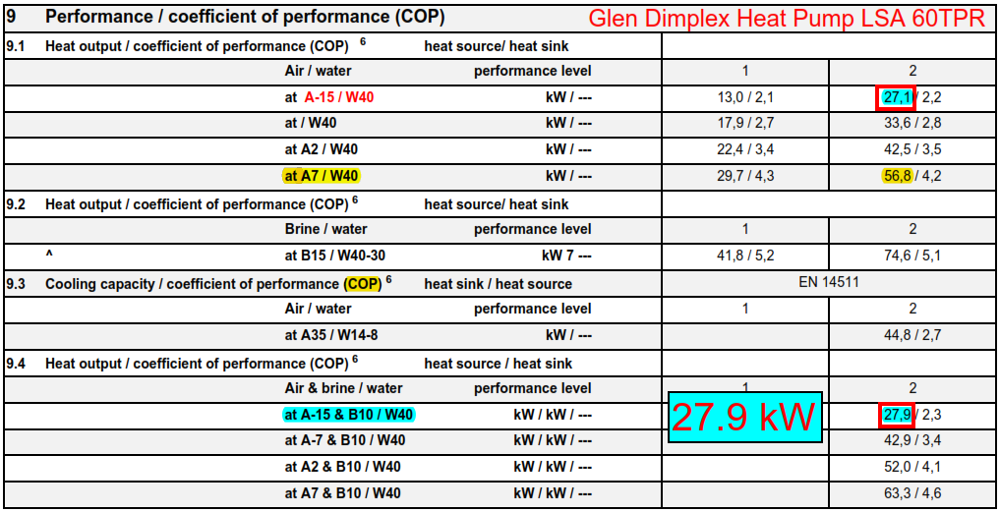 9 Performance / coefficient of performance (COP) Glen Dimplex Heat Pump LSA 60TPR
9.1 Heat output / coefficient of performance (COP) 6 heat source/ heat sink
Air / water performance level 1 2
at A-15 / W40 kW / --- 13,0 / 2,1 27,1 / 2,2
at / W40 kW / --- 17,9 / 2,7 33,6 / 2,8
at A2 / W40 kW / --- 22,4 / 3,4 42,5 / 3,5
at A7 / W40 kW / --- 29,7 / 4,3 56,8 / 4,2
9.2 Heat output / coefficient of performance (COP) 6 heat source/ heat sink
Brine / water performance level 1 2
^ at B15 / W40-30 kW 7 --- 41,8 / 5,2 74,6 / 5,1
9.3 Cooling capacity / coefficient of performance (COP) 6 heat sink / heat source EN 14511
Air / water performance level 1 2
at A35 / W14-8 kW / --- 44,8 / 2,7
9.4 Heat output / coefficient of performance (COP) 6 heat source / heat sink
Air & brine / water performance level 1 2
at A-15 & B10 / W40 kW / kW / --- 27.9 kW 27,9 / 2,3
at A-7 & B10 / W40 kW / kW / --- 42,9 / 3,4
at A2 & B10 / W40 kW / kW / --- 52,0 / 4,1
at A7 & B10 / W40 kW / kW / --- 63,3 / 4,6